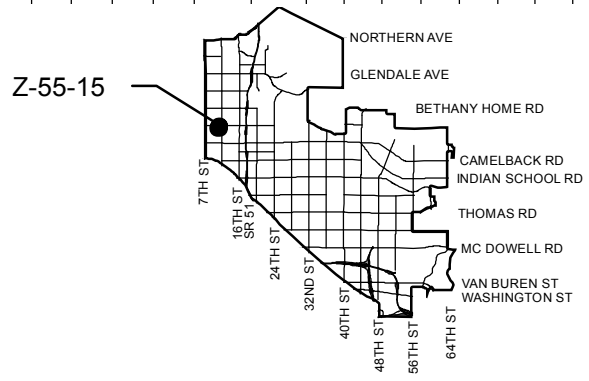 NORTHERN AVE
GLENDALE AVE
Z-55-15
BETHANY HOME RD
CAMELBACK RD
INDIAN SCHOOL RD
THOMAS RD
MC DOWELL RD
VAN BUREN ST
WASHINGTON ST
7TH ST
16TH ST
SR 51
24TH ST
32ND ST
40TH ST
48TH ST
56TH ST
64TH ST